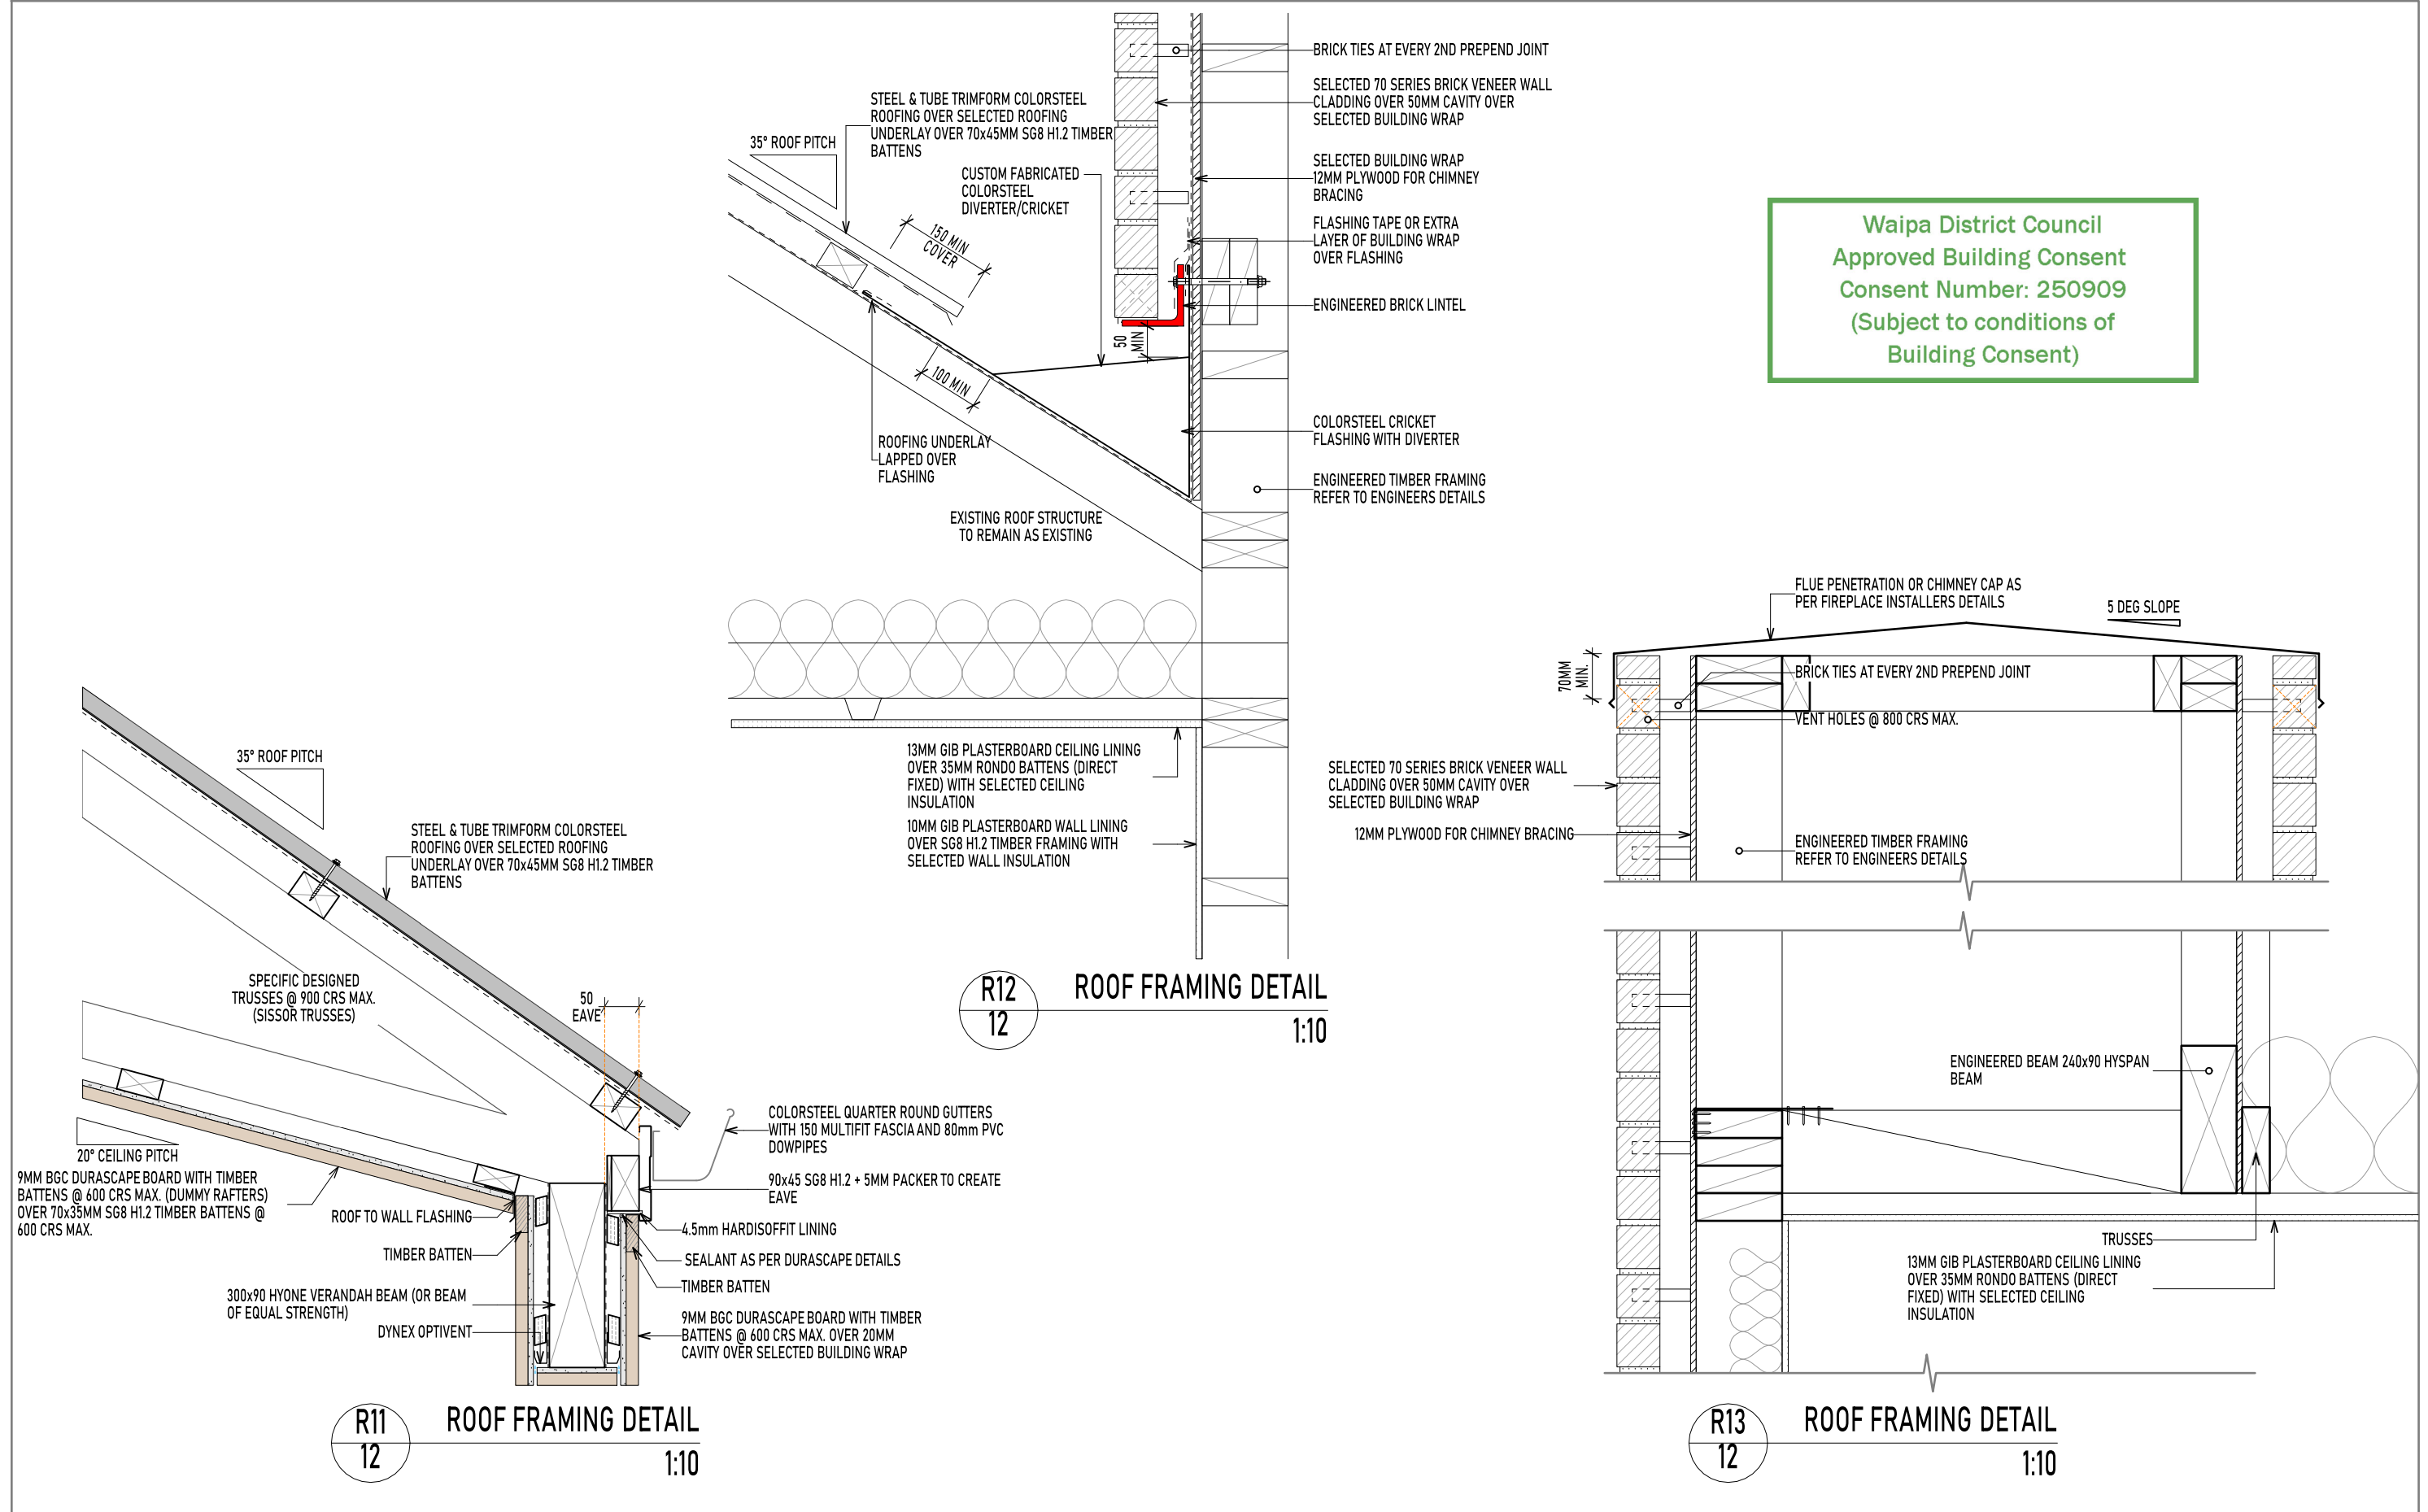 BRICK TIES AT EVERY 2ND PREPEND JOINT
SELECTED 70 SERIES BRICK VENEER WALL
CLADDING OVER 50MM CAVITY OVER
SELECTED BUILDING WRAP
STEEL & TUBE TRIMFORM COLORSTEEL
ROOFING OVER SELECTED ROOFING
UNDERLAY OVER 70x45MM SG8 H1.2 TIMBER
BATTENS
35° ROOF PITCH
CUSTOM FABRICATED
COLORSTEEL
DIVERTER/CRICKET
SELECTED BUILDING WRAP
12MM PLYWOOD FOR CHIMNEY
BRACING
FLASHING TAPE OR EXTRA
LAYER OF BUILDING WRAP
OVER FLASHING
150 MIN
COVER
ENGINEERED BRICK LINTEL
50
MIN
100 MIN
COLORSTEEL CRICKET
FLASHING WITH DIVERTER
ROOFING UNDERLAY
LAPPED OVER
FLASHING
ENGINEERED TIMBER FRAMING
REFER TO ENGINEERS DETAILS
EXISTING ROOF STRUCTURE
TO REMAIN AS EXISTING
13MM GIB PLASTERBOARD CEILING LINING
OVER 35MM RONDO BATTENS (DIRECT
FIXED) WITH SELECTED CEILING
INSULATION
10MM GIB PLASTERBOARD WALL LINING
OVER SG8 H1.2 TIMBER FRAMING WITH
SELECTED WALL INSULATION
R12
12
ROOF FRAMING DETAIL
1:10
Waipa District Council
Approved Building Consent
Consent Number: 250909
(Subject to conditions of
Building Consent)
35° ROOF PITCH
STEEL & TUBE TRIMFORM COLORSTEEL
ROOFING OVER SELECTED ROOFING
UNDERLAY OVER 70x45MM SG8 H1.2 TIMBER
BATTENS
SPECIFIC DESIGNED
TRUSSES @ 900 CRS MAX.
(SISSOR TRUSSES)
50
EAVE
20° CEILING PITCH
9MM BGC DURASCAPE BOARD WITH TIMBER
BATTENS @ 600 CRS MAX. (DUMMY RAFTERS)
OVER 70x35MM SG8 H1.2 TIMBER BATTENS @
600 CRS MAX.
ROOF TO WALL FLASHING
TIMBER BATTEN
300x90 HYONE VERANDAH BEAM (OR BEAM
OF EQUAL STRENGTH)
DYNEX OPTIVENT
COLORSTEEL QUARTER ROUND GUTTERS
WITH 150 MULTIFIT FASCIA AND 80mm PVC
DOWPIPES
90x45 SG8 H1.2 + 5MM PACKER TO CREATE
EAVE
4.5mm HARDISOFFIT LINING
SEALANT AS PER DURASCAPE DETAILS
TIMBER BATTEN
9MM BGC DURASCAPE BOARD WITH TIMBER
BATTENS @ 600 CRS MAX. OVER 20MM
CAVITY OVER SELECTED BUILDING WRAP
R11
12
ROOF FRAMING DETAIL
1:10
FLUE PENETRATION OR CHIMNEY CAP AS
PER FIREPLACE INSTALLERS DETAILS
5 DEG SLOPE
70MM
MIN.
BRICK TIES AT EVERY 2ND PREPEND JOINT
VENT HOLES @ 800 CRS MAX.
SELECTED 70 SERIES BRICK VENEER WALL
CLADDING OVER 50MM CAVITY OVER
SELECTED BUILDING WRAP
12MM PLYWOOD FOR CHIMNEY BRACING
ENGINEERED TIMBER FRAMING
REFER TO ENGINEERS DETAILS
ENGINEERED BEAM 240x90 HYSPAN
BEAM
TRUSSES
13MM GIB PLASTERBOARD CEILING LINING
OVER 35MM RONDO BATTENS (DIRECT
FIXED) WITH SELECTED CEILING
INSULATION
R13
12
ROOF FRAMING DETAIL
1:10